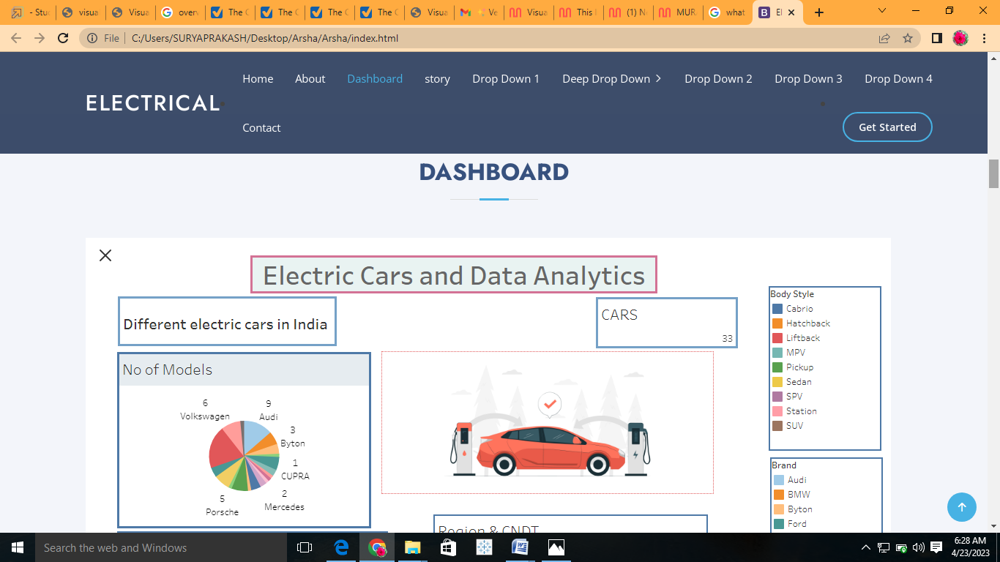 - Stud
visua
Visua
overv
The C
The C
The C
The C
Visua
Ve
Visua
This I
(1) N
MUR
what
El
File
C:/Users/SURYAPRAKASH/Desktop/Arsha/Arsha/index.html
Home About Dashboard story Drop Down 1 Deep Drop Down Drop Down 2 Drop Down 3 Drop Down 4
ELECTRICAL
Contact
Get Started
DASHBOARD
Electric Cars and Data Analytics
Different electric cars in India
CARS
33
Body Style
Cabrio
Hatchback
Liftback
MPV
Pickup
Sedan
SPV
Station
SUV
No of Models
6
Volkswagen
9
Audi
3
Byton
1
CUPRA
2
Mercedes
5
Porsche
Brand
Audi
BMW
Byton
Ford
Region & CNDT
Search the web and Windows
6:28 AM
4/23/2023